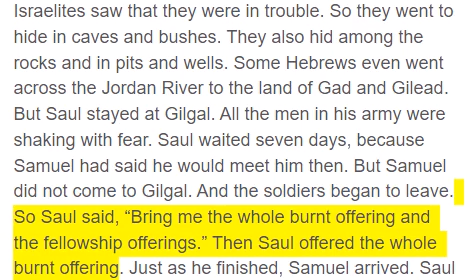 Israelites saw that they were in trouble. So they went to
hide in caves and bushes. They also hid among the
rocks and in pits and wells. Some Hebrews even went
across the Jordan River to the land of Gad and Gilead.
But Saul stayed at Gilgal. All the men in his army were
shaking with fear. Saul waited seven days, because
Samuel had said he would meet him then. But Samuel
did not come to Gilgal. And the soldiers began to leave.
So Saul said, “Bring me the whole burnt offering and
the fellowship offerings.” Then Saul offered the whole
burnt offering. Just as he finished, Samuel arrived. Saul